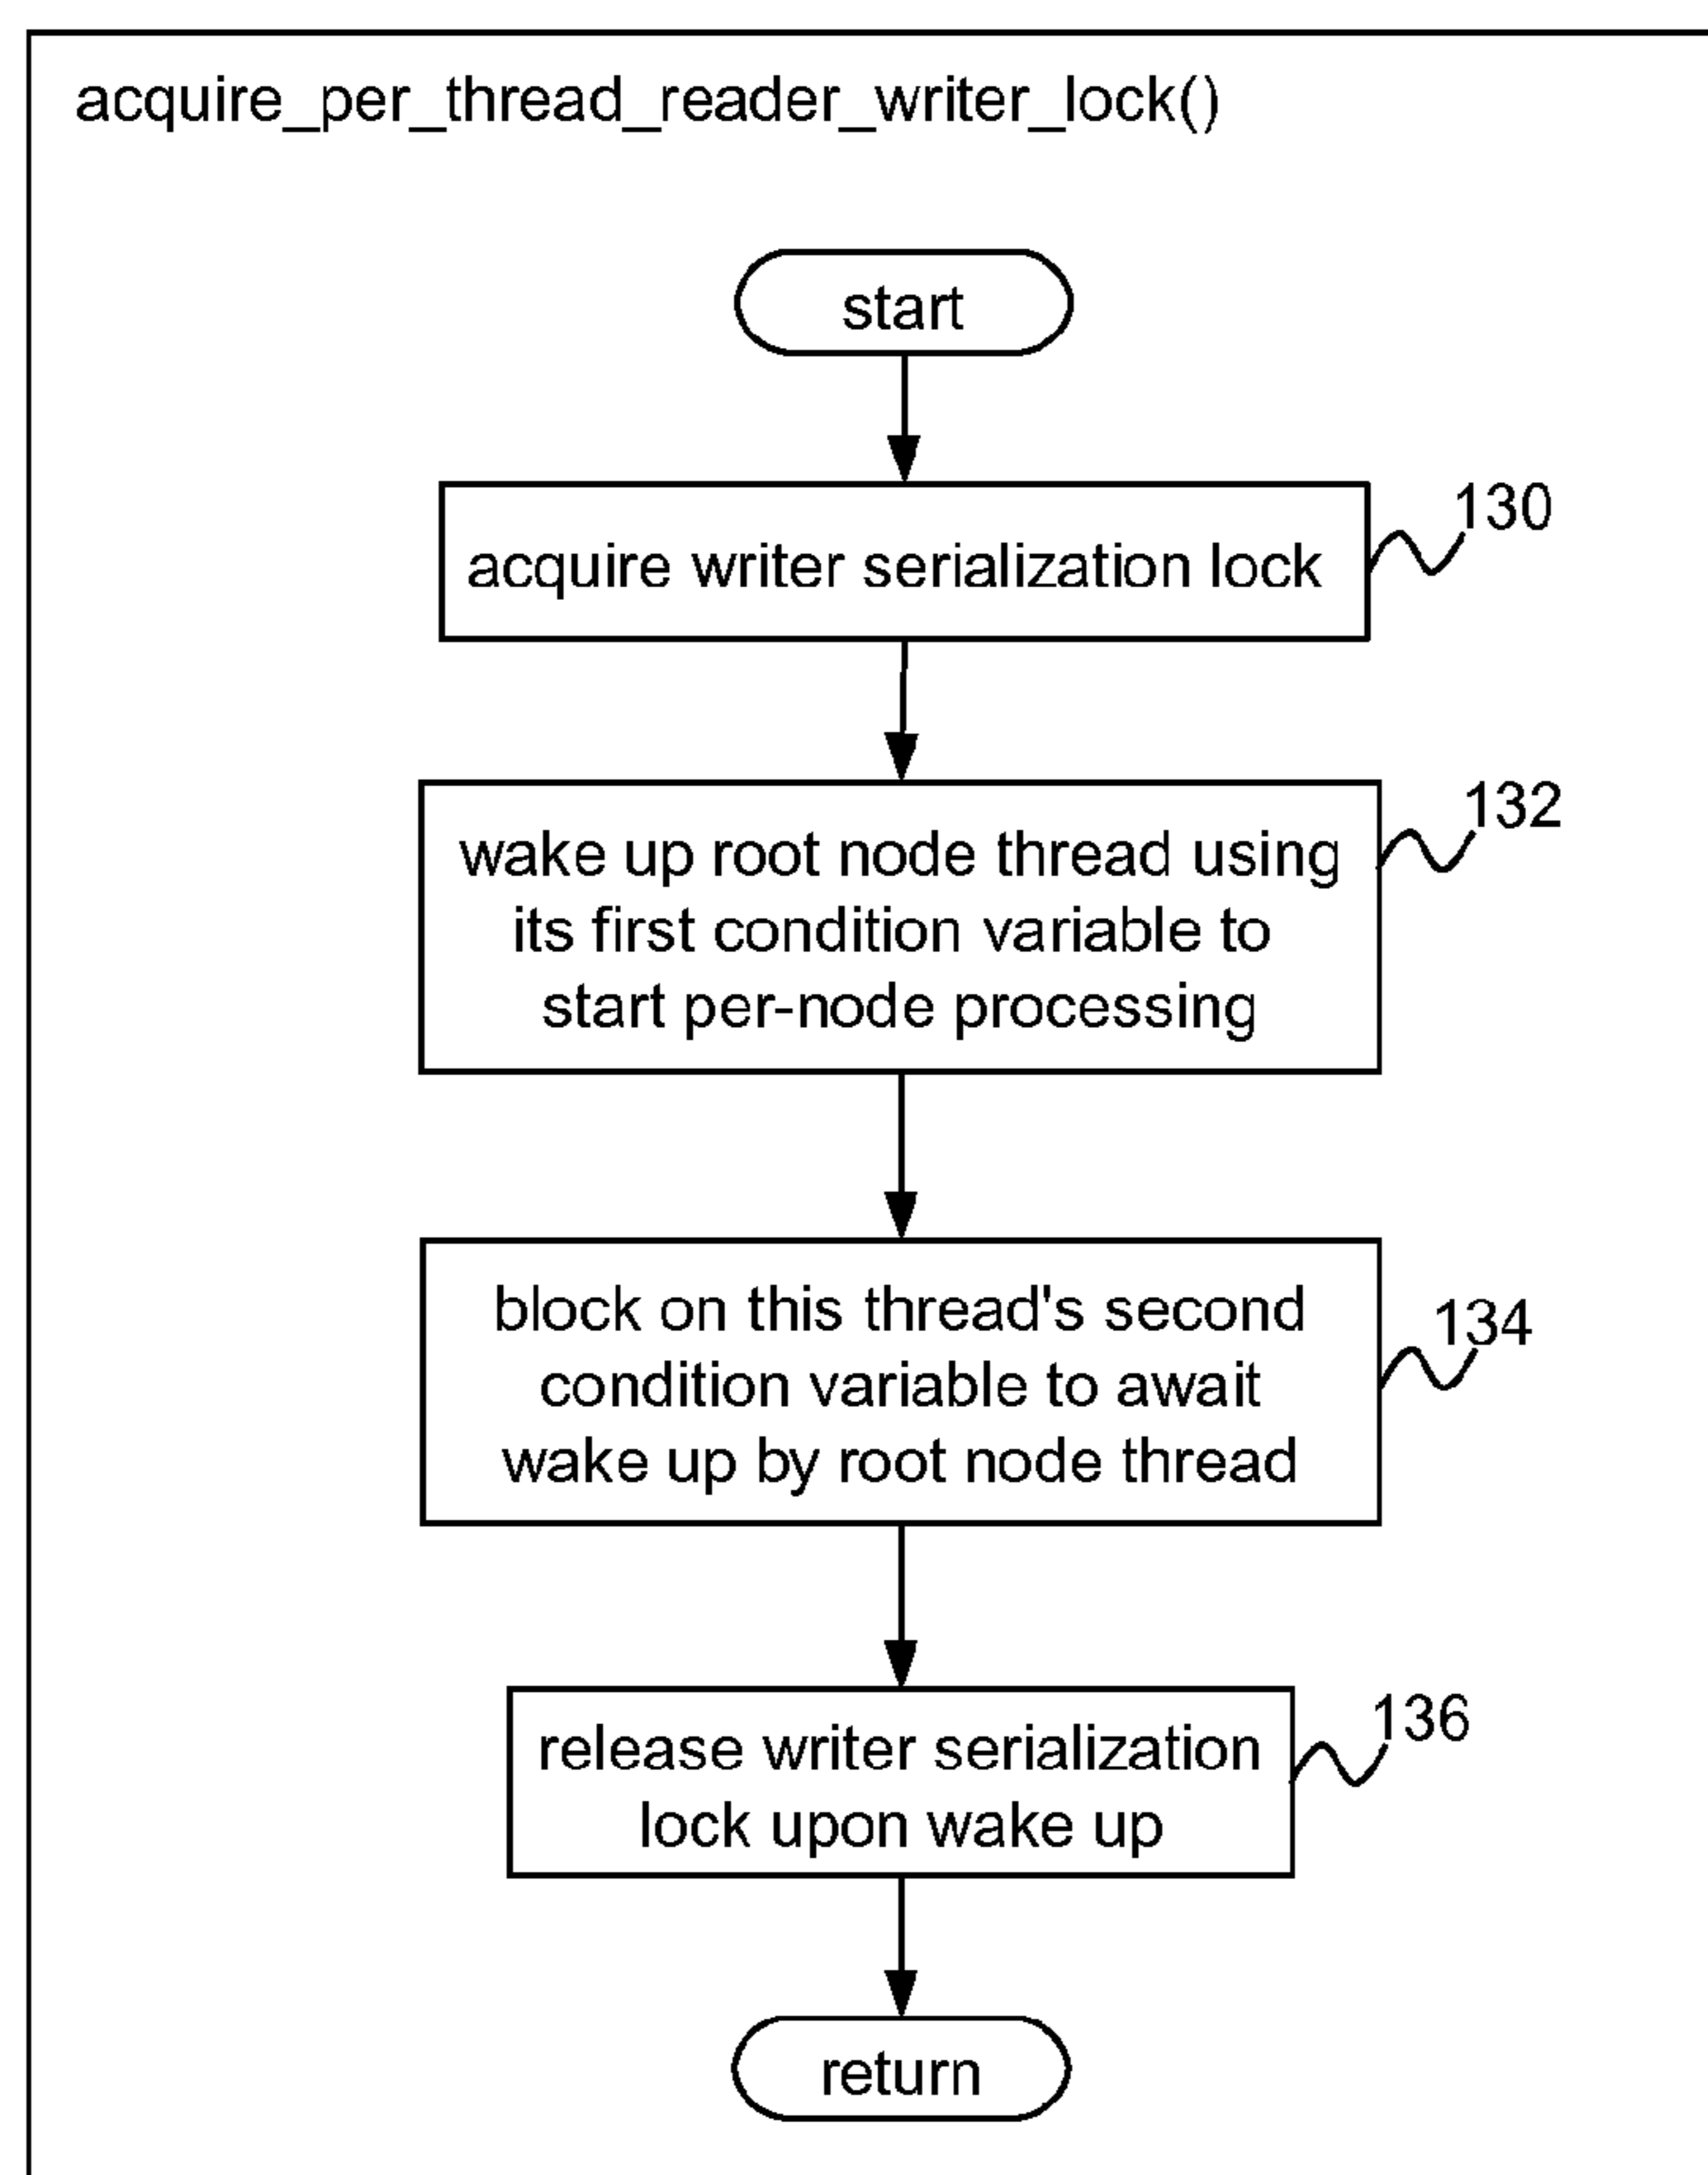 acquire_per_thread_reader_writer_lock()
start
acquire writer serialization lock
130
wake up root node thread using
its first condition variable to
start per-node processing
132
block on this thread's second
condition variable to await
wake up by root node thread
134
release writer serialization
lock upon wake up
136
return